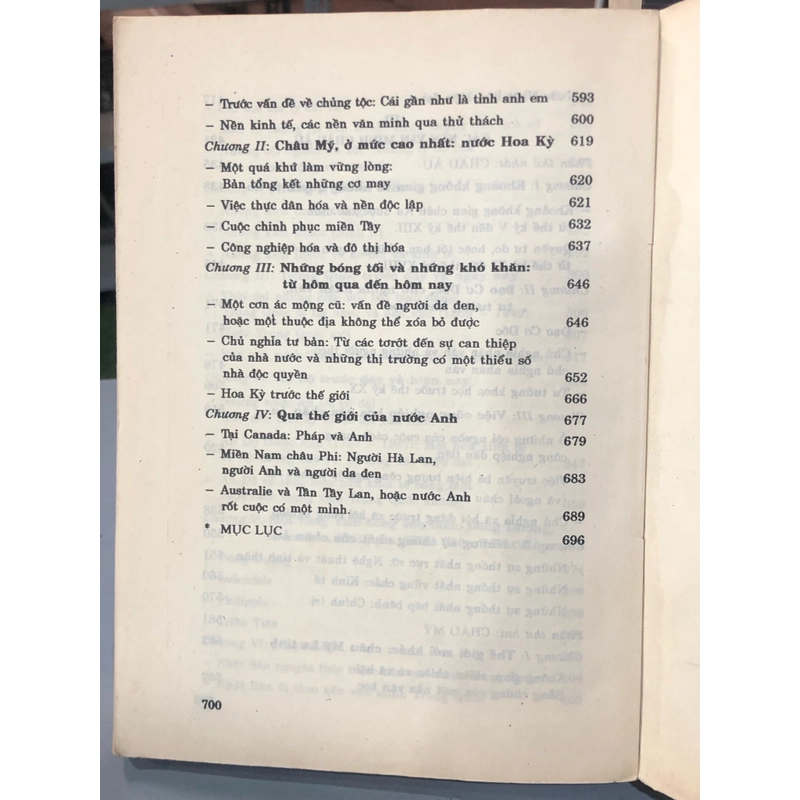 – Trước vấn đề về chủng tộc: Cái gần như là tình anh em 593
– Nền kinh tế, các nền văn minh qua thử thách 600
Chương II: Châu Mỹ, ở mức cao nhất: nước Hoa Kỳ 619
– Một quá khứ làm vững lòng:
Bản tổng kết những cơ may 620
– Việc thực dân hóa và nền độc lập 621
– Cuộc chinh phục miền Tây 632
– Công nghiệp hóa và đô thị hóa 637
Chương III: Những bóng tối và những khó khăn:
từ hôm qua đến hôm nay 646
– Một cơn ác mộng cũ: vấn đề người da đen,
hoặc một thuộc địa không thể xóa bỏ được 646
– Chủ nghĩa tư bản: Từ các tơrớt đến sự can thiệp
của nhà nước và những thị trường có một thiểu số
nhà độc quyền 652
– Hoa Kỳ trước thế giới 666
Chương IV: Qua thế giới của nước Anh 677
– Tại Canada: Pháp và Anh 679
– Miền Nam châu Phi: Người Hà Lan,
người Anh và người da đen 683
– Australie và Tân Tây Lan, hoặc nước Anh
rốt cuộc có một mình. 689
* MỤC LỤC 696
700